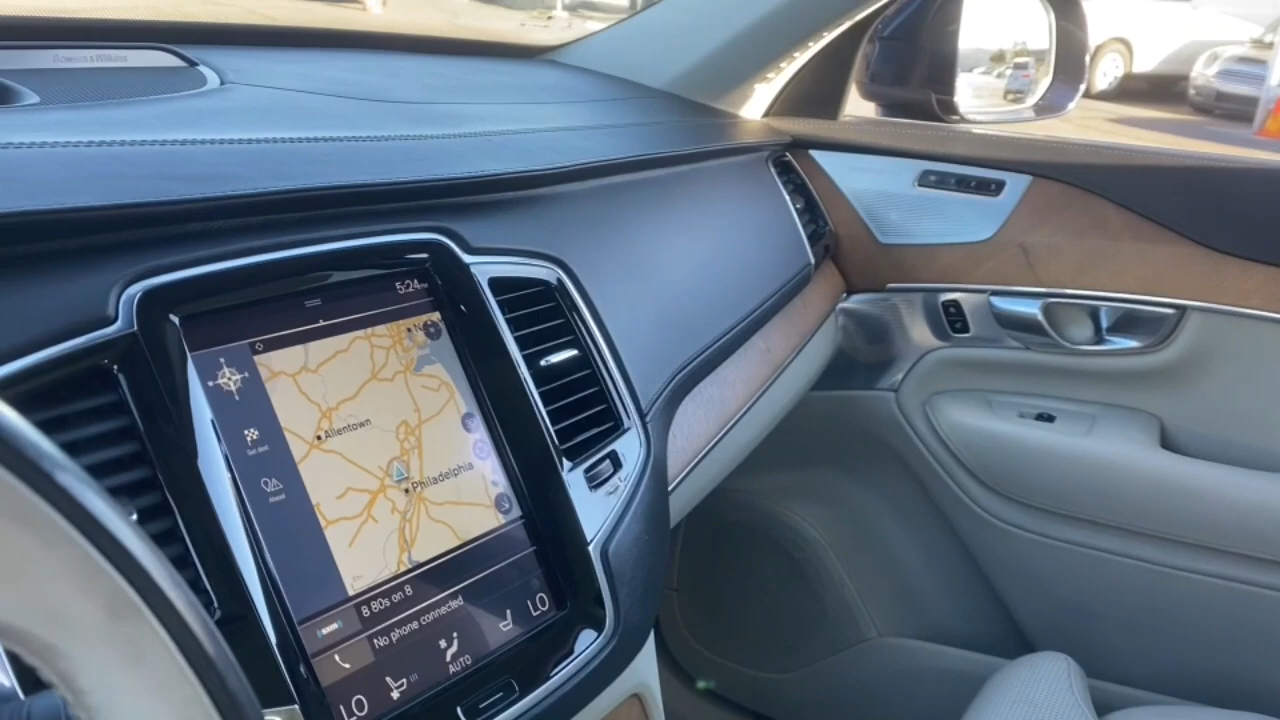 Bowers & Wilkins
5:24
Allentown
Set dest
Philadelphia
Ahead
8 80s on 8
No phone connected
LO
AUTO
LO